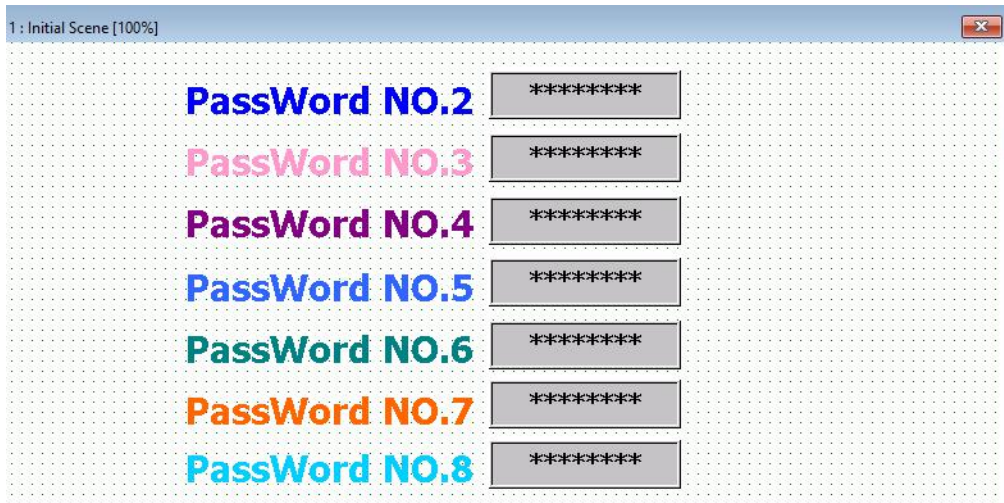 1 : Initial Scene [100%]
PassWord NO.2 ********
PassWord NO.3 ********
PassWord NO.4 ********
PassWord NO.5 ********
PassWord NO.6 ********
PassWord NO.7 ********
PassWord NO.8 ********